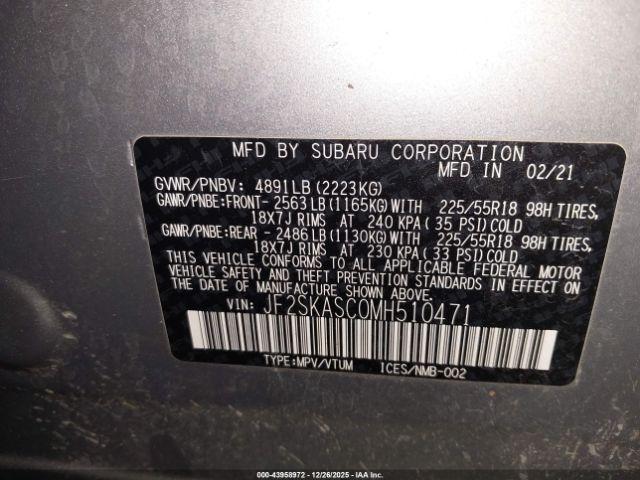 MFD BY SUBARU CORPORATION
MFD IN 02/21
GVWR/PNBV: 4891LB(2223KG)
GAWR/PNBE:FRONT- 2563LB(1165KG)WITH 225/55R18 98H TIRES,
18X7J RIMS AT 240 KPA( 35 PSI)COLD
GAWR/PNBE:REAR - 2486LB(1130KG)WITH 225/55R18 98H TIRES,
18X7J RIMS AT 230 KPA( 33 PSI)COLD
THIS VEHICLE CONFORMS TO ALL APPLICABLE FEDERAL MOTOR
VEHICLE SAFETY AND THEFT PREVENTION STANDARDS IN EFFECT ON
THE DATE OF MANUFACTURE SHOWN ABOVE.
VIN: JF2SKASC0MH510471
TYPE:MPV/VTUM ICES/NMB-002
000-43958972 • 12/26/2025 • IAA Inc.